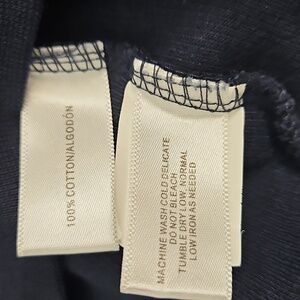 100% COTTON/ALGODÓN
MACHINE WASH COLD DELICATE
DO NOT BLEACH
TUMBLE DRY LOW, NORMAL
LOW IRON AS NEEDED